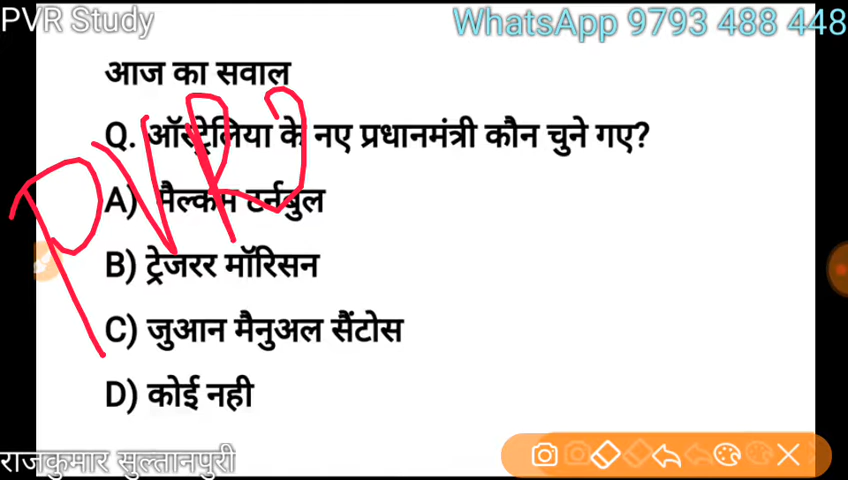 PVR Study
WhatsApp 9793 488 448
आज का सवाल
Q. ऑस्ट्रेलिया के नए प्रधानमंत्री कौन चुने गए?
A) मैल्कम टर्नबुल
B) ट्रेजरर मॉरिसन
C) जुआन मैनुअल सैंटोस
D) कोई नही
PVR
राजकुमार सुल्तानपुरी